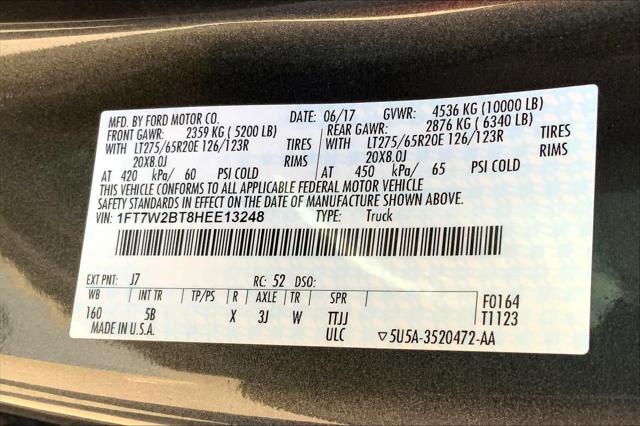 MFD. BY FORD MOTOR CO. DATE: 06/17 GVWR: 4536 KG (10000 LB)
FRONT GAWR: 2359 KG ( 5200 LB) REAR GAWR: 2876 KG ( 6340 LB)
WITH LT275/65R20E 126/123R TIRES WITH LT275/65R20E 126/123R TIRES
20X8.0J RIMS 20X8.0J RIMS
AT 420 kPa/ 60 PSI COLD AT 450 kPa/ 65 PSI COLD
THIS VEHICLE CONFORMS TO ALL APPLICABLE FEDERAL MOTOR VEHICLE
SAFETY STANDARDS IN EFFECT ON THE DATE OF MANUFACTURE SHOWN ABOVE.
VIN: 1FT7W2BT8HEE13248 TYPE: Truck
EXT PNT: J7 RC: 52 DSO:
WB INT TR TP/PS R AXLE TR SPR F0164
160 5B X 3J W TTJJ T1123
MADE IN U.S.A. ULC ▽5U5A-3520472-AA